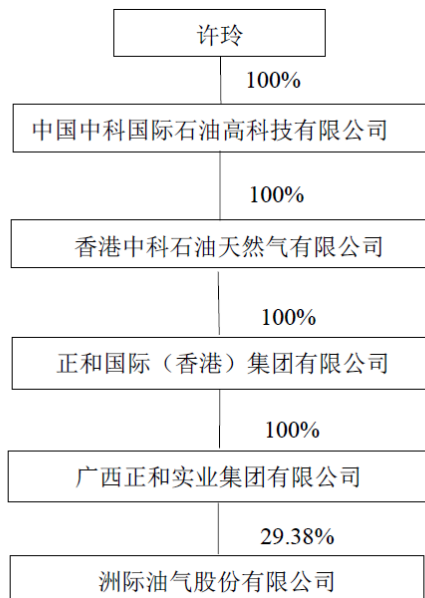 许玲
100%
中国中科国际石油高科技有限公司
100%
香港中科石油天然气有限公司
100%
正和国际（香港）集团有限公司
100%
广西正和实业集团有限公司
29.38%
洲际油气股份有限公司